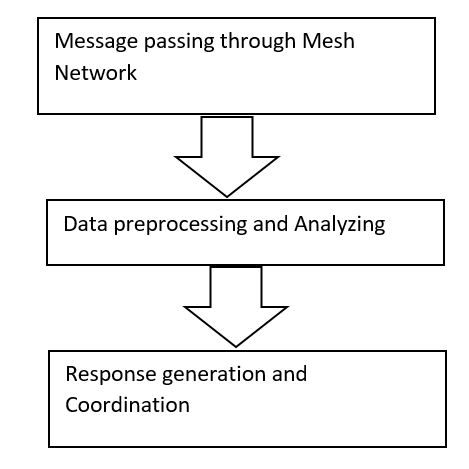 Message passing through Mesh
Network
Data preprocessing and Analyzing
Response generation and
Coordination